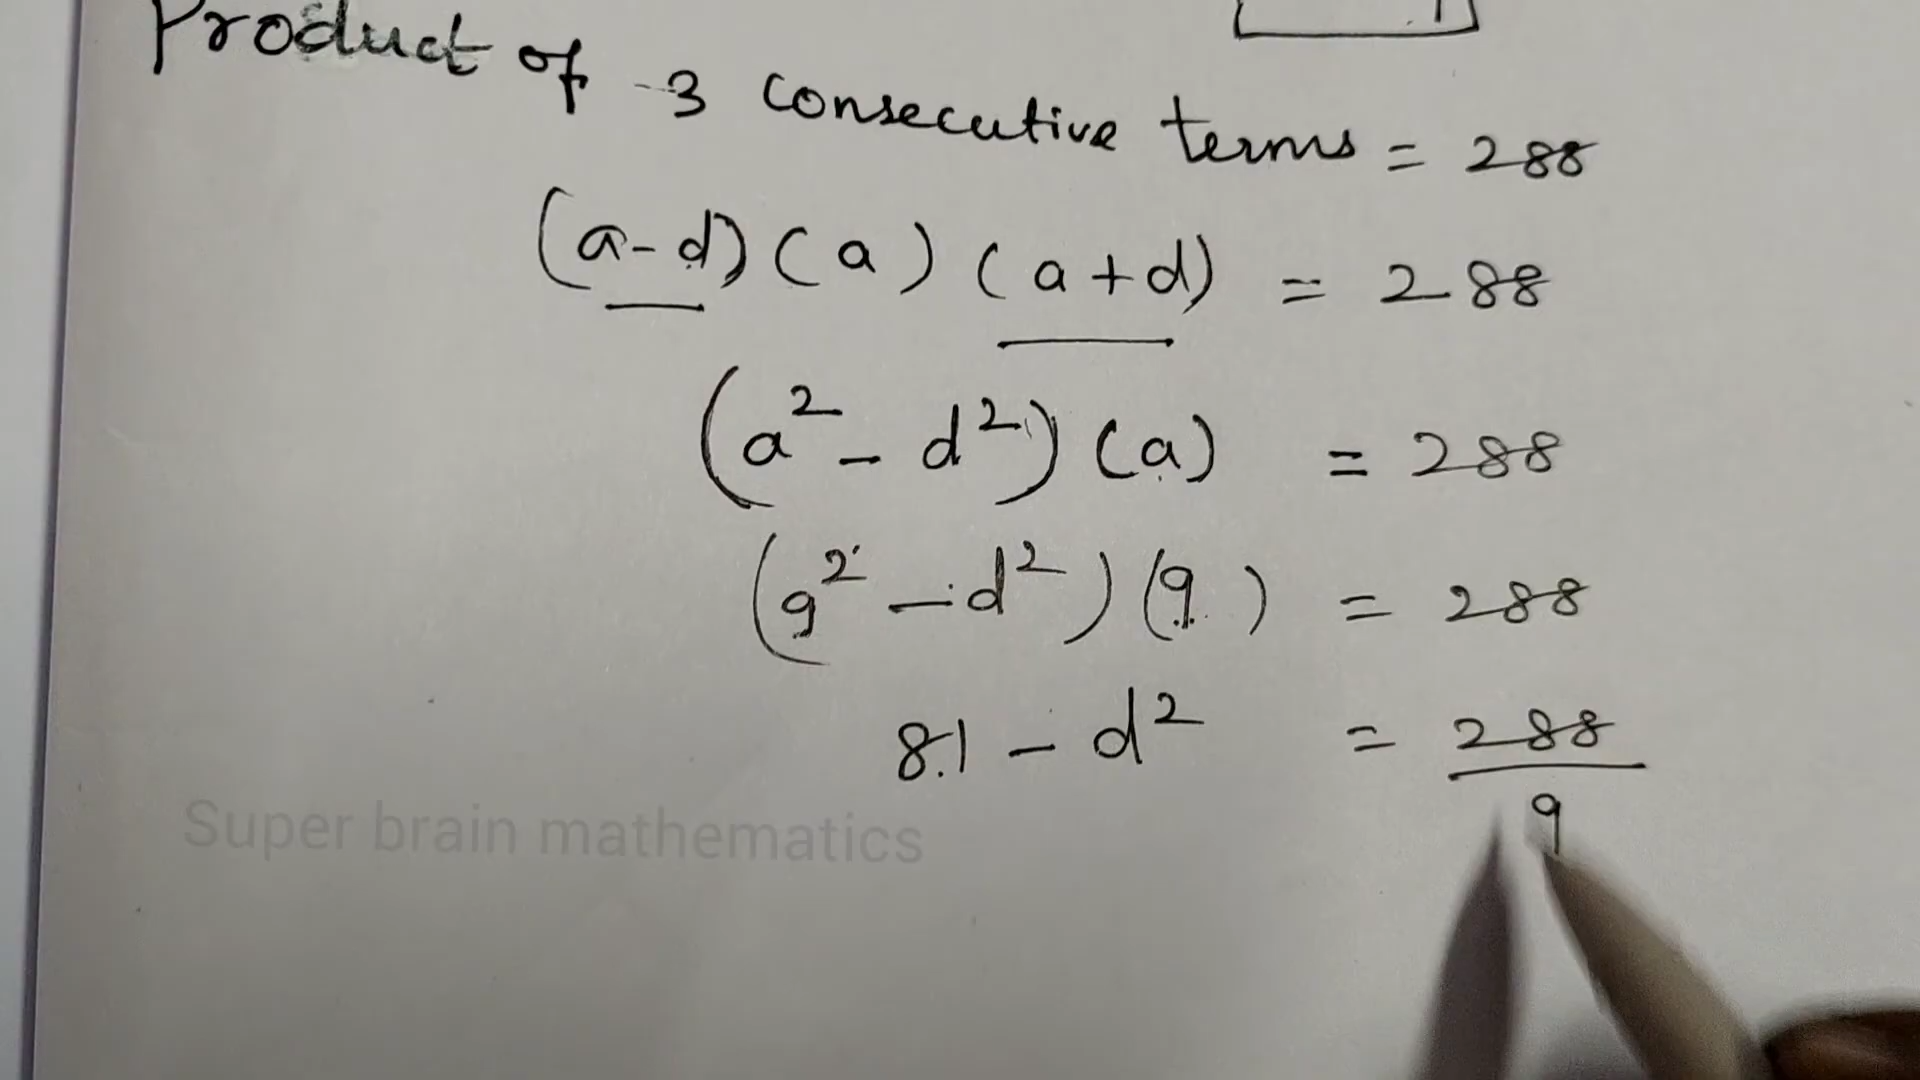 Product of 3 consecutive terms = 288
(a-d) (a) (a+d) = 288
(a² - d²) (a) = 288
(9² - d²) (9) = 288
81 - d² = 288/9
Super brain mathematics